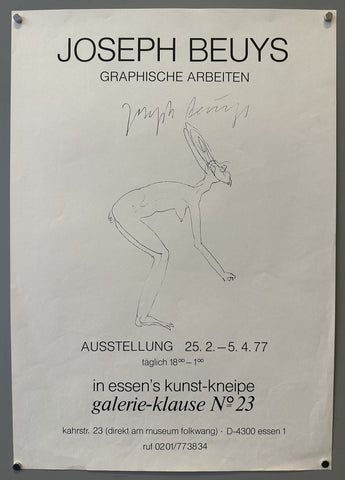 JOSEPH BEUYS
GRAPHISCHE ARBEITEN
Joseph Beuys
AUSSTELLUNG 25. 2. – 5. 4. 77
täglich 18⁰⁰ – 1⁰⁰
in essen's kunst-kneipe
galerie-klause Nº 23
kahrstr. 23 (direkt am museum folkwang) · D-4300 essen 1
ruf 0201/773834